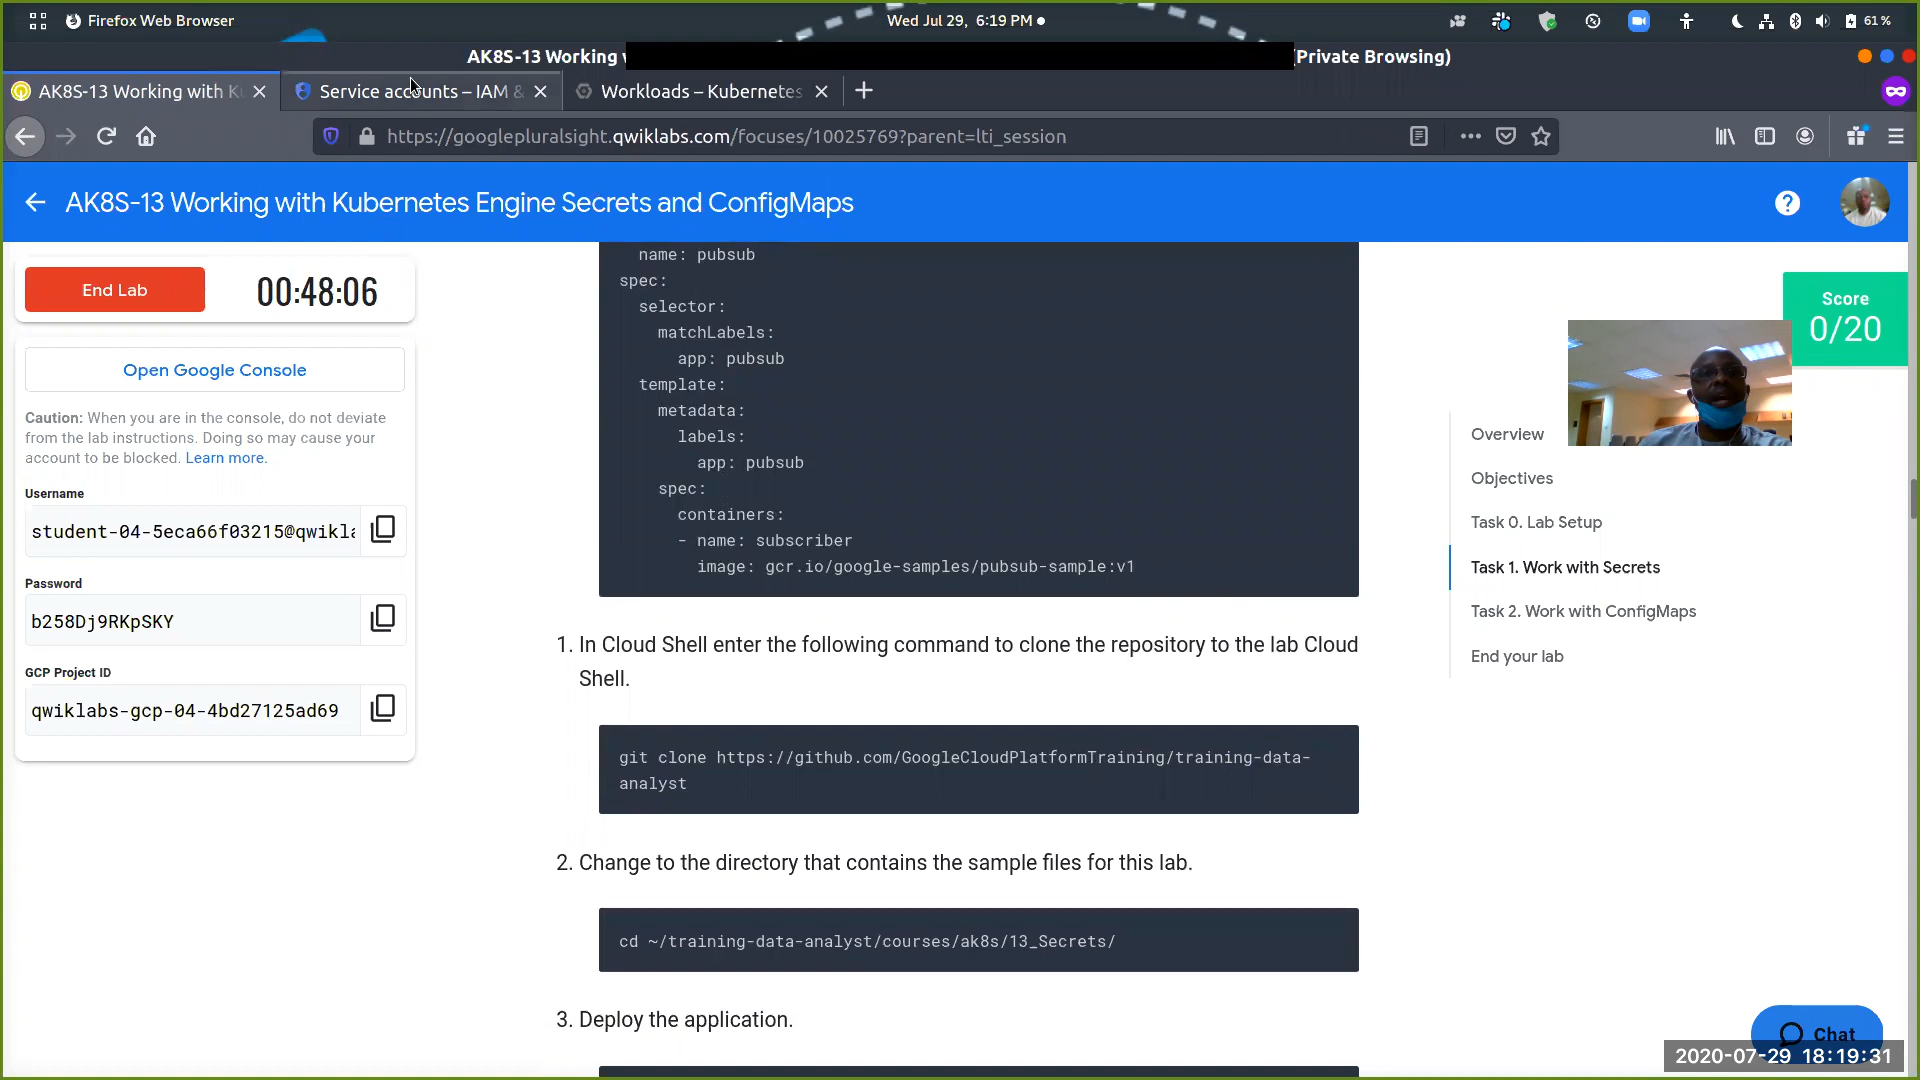 Firefox Web Browser
Wed Jul 29, 6:19 PM
61 %
AK8S-13 Working
(Private Browsing)
AK8S-13 Working with Ku
Service accounts – IAM &
Workloads – Kubernetes
https://googlepluralsight.qwiklabs.com/focuses/10025769?parent=lti_session
AK8S-13 Working with Kubernetes Engine Secrets and ConfigMaps
End Lab
00:48:06
Open Google Console
Caution: When you are in the console, do not deviate
from the lab instructions. Doing so may cause your
account to be blocked. Learn more.
Username
student-04-5eca66f03215@qwikla
Password
b258Dj9RKpSKY
GCP Project ID
qwiklabs-gcp-04-4bd27125ad69
name: pubsub
spec:
selector:
matchLabels:
app: pubsub
template:
metadata:
labels:
app: pubsub
spec:
containers:
- name: subscriber
image: gcr.io/google-samples/pubsub-sample:v1
1. In Cloud Shell enter the following command to clone the repository to the lab Cloud
Shell.
git clone https://github.com/GoogleCloudPlatformTraining/training-data-
analyst
2. Change to the directory that contains the sample files for this lab.
cd ~/training-data-analyst/courses/ak8s/13_Secrets/
3. Deploy the application.
Score
0/20
Overview
Objectives
Task 0. Lab Setup
Task 1. Work with Secrets
Task 2. Work with ConfigMaps
End your lab
Chat
2020-07-29 18:19:31